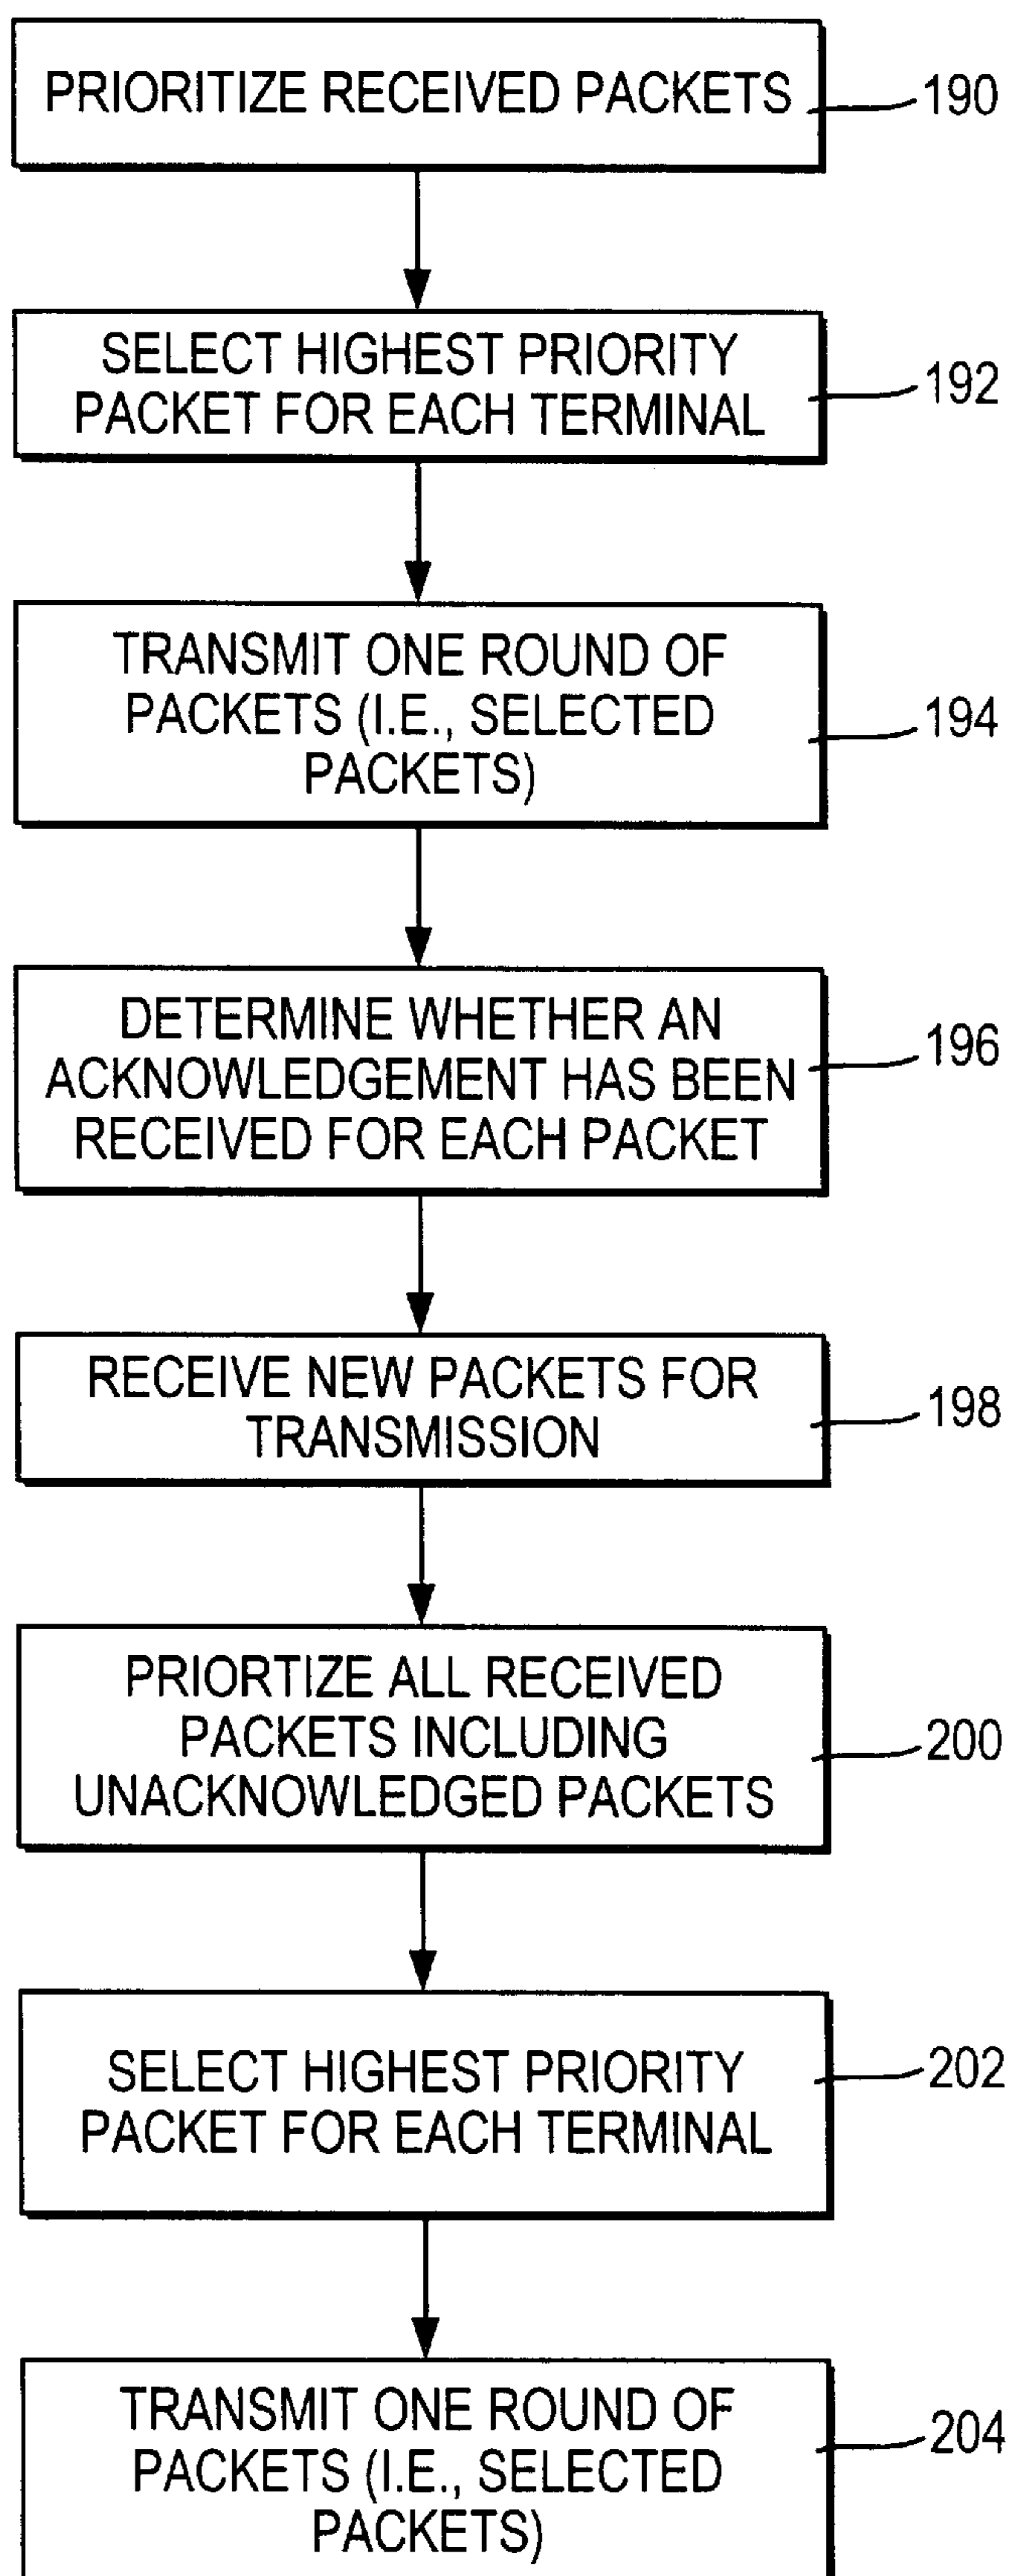 PRIORITIZE RECEIVED PACKETS
190
SELECT HIGHEST PRIORITY
PACKET FOR EACH TERMINAL
192
TRANSMIT ONE ROUND OF
PACKETS (I.E., SELECTED
PACKETS)
194
DETERMINE WHETHER AN
ACKNOWLEDGEMENT HAS BEEN
RECEIVED FOR EACH PACKET
196
RECEIVE NEW PACKETS FOR
TRANSMISSION
198
PRIORTIZE ALL RECEIVED
PACKETS INCLUDING
UNACKNOWLEDGED PACKETS
200
SELECT HIGHEST PRIORITY
PACKET FOR EACH TERMINAL
202
TRANSMIT ONE ROUND OF
PACKETS (I.E., SELECTED
PACKETS)
204